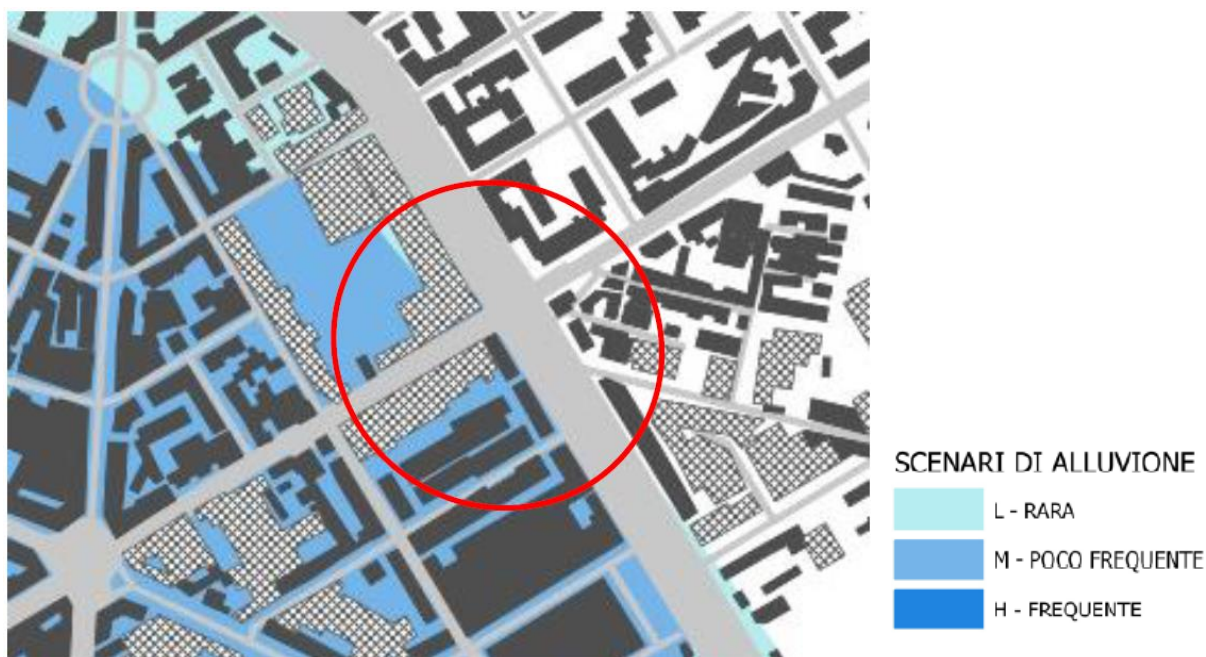 SCENARI DI ALLUVIONE
L - RARA
M - POCO FREQUENTE
H - FREQUENTE